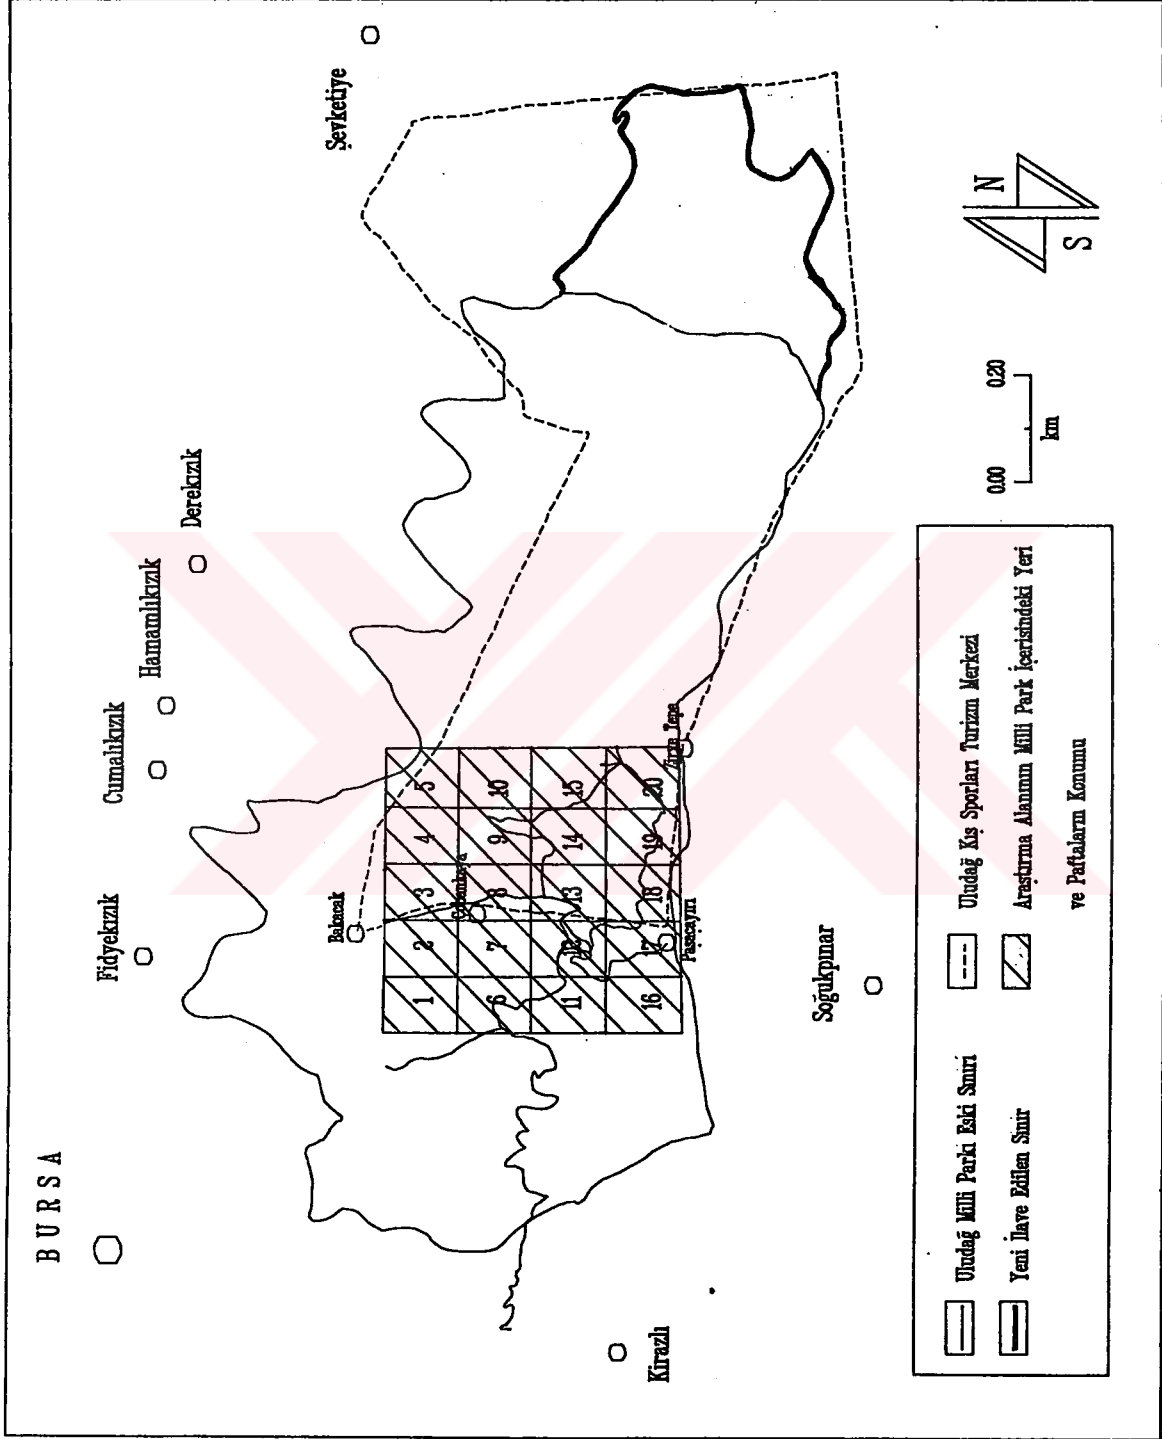 BURSA
Fidyekızık
Cumalıkızık
Hamamlıkızık
Derekızık
Şevketiye
Bakacak
1
2
3
4
5
Çobankaya
6
7
8
9
10
11
12
13
14
15
16
17
18
19
20
Zirve Tepe
Paşaçayırı
Kirazlı
Soğukpınar
N
S
0.00
0.20
km
Uludağ Milli Parkı Eski Sınırı
Uludağ Kış Sporları Turizm Merkezi
Yeni İlave Edilen Sınır
Araştırma Alanının Milli Park İçerisindeki Yeri
ve Paftaların Konumu